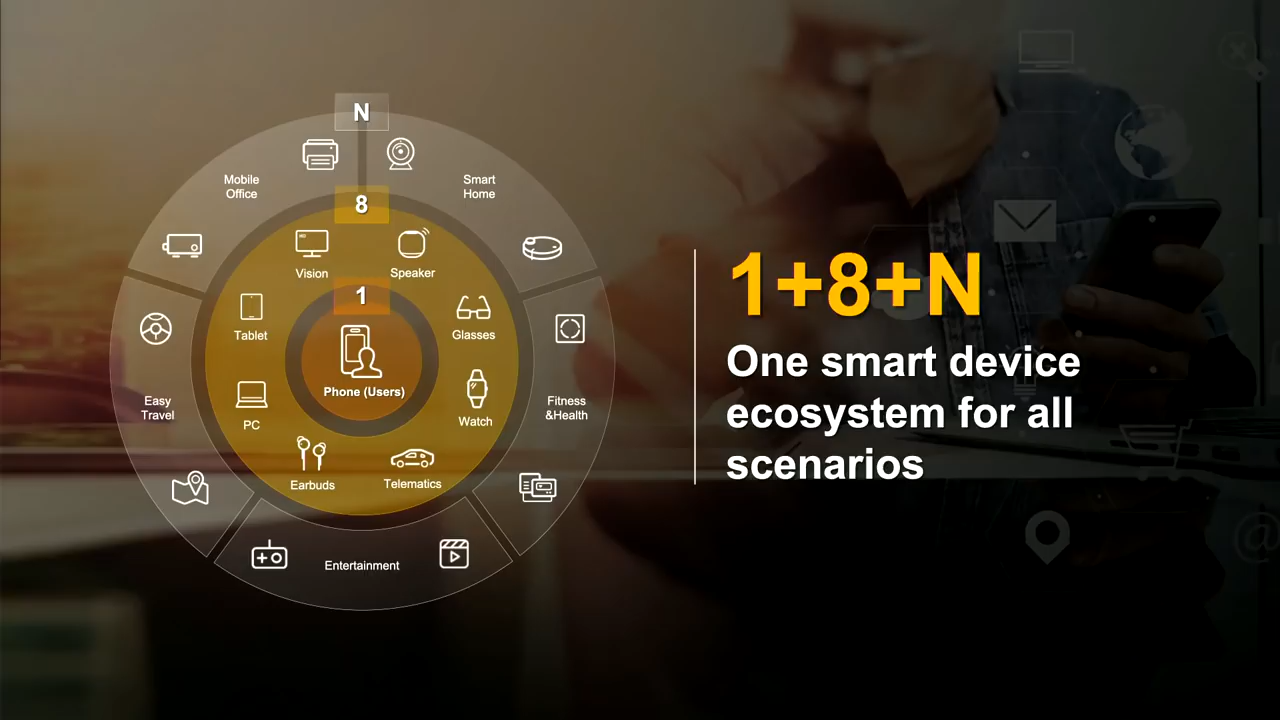 N
Mobile
Office
Smart
Home
8
Vision
Speaker
1
Tablet
Glasses
Phone (Users)
PC
Watch
Easy
Travel
Fitness
&Health
Earbuds
Telematics
Entertainment
1+8+N
One smart device
ecosystem for all
scenarios
@